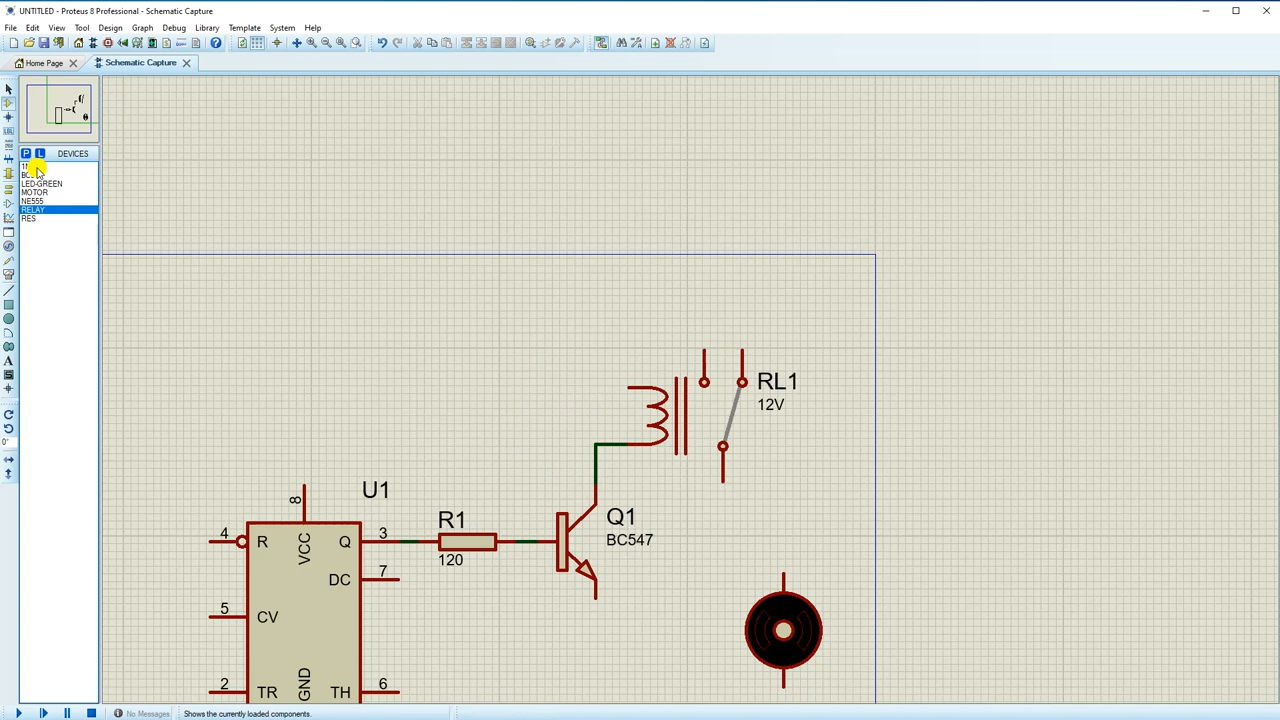 UNTITLED - Proteus 8 Professional - Schematic Capture
File Edit View Tool Design Graph Debug Library Template System Help
Home Page Schematic Capture
P L DEVICES
LED-GREEN
MOTOR
NE555
RELAY
RES
RL1
12V
U1
8
R1
Q1
4 R VCC Q 3
BC547
120
DC 7
5 CV
2 TR GND TH 6
0°
No Messages Shows the currently loaded components.